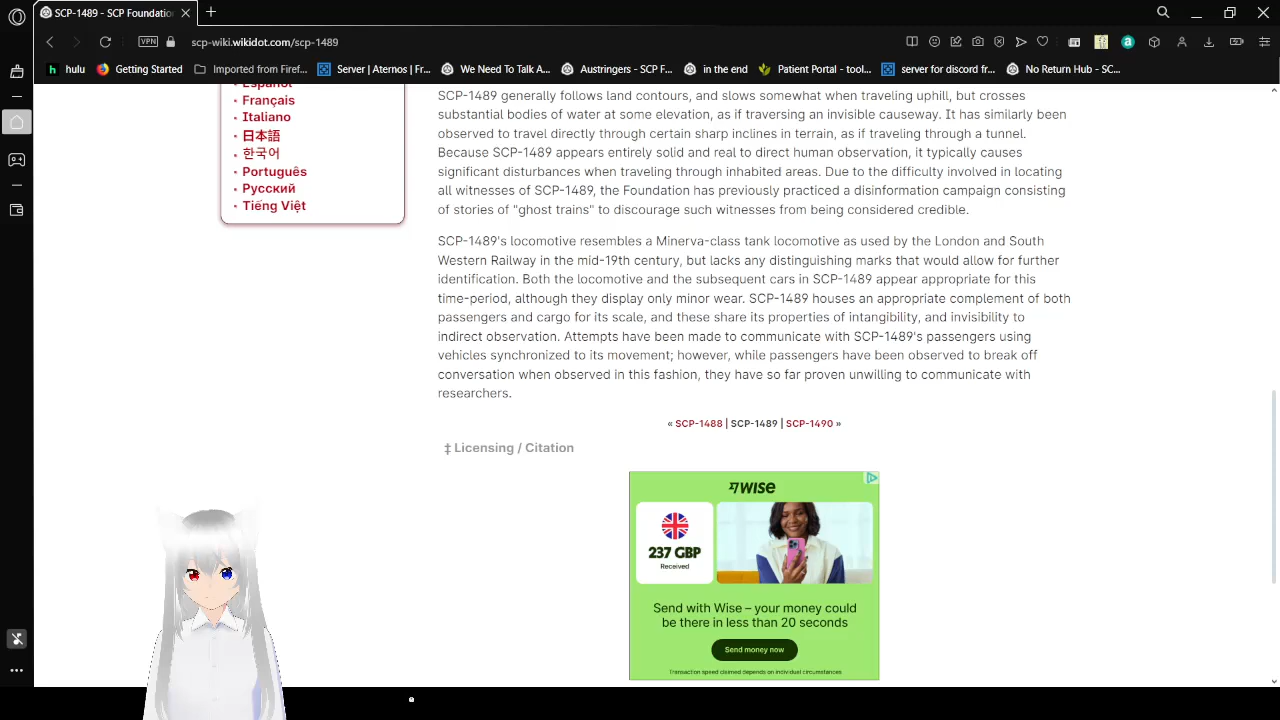 SCP-1489 - SCP Foundation
VPN
scp-wiki.wikidot.com/scp-1489
hulu
Getting Started
Imported from Firef...
Server | Aternos | Fr...
We Need To Talk A...
Austringers - SCP F...
in the end
Patient Portal - tool...
server for discord fr...
No Return Hub - SC...
Español
Français
Italiano
日本語
한국어
Português
Русский
Tiếng Việt
SCP-1489 generally follows land contours, and slows somewhat when traveling uphill, but crosses
substantial bodies of water at some elevation, as if traversing an invisible causeway. It has similarly been
observed to travel directly through certain sharp inclines in terrain, as if traveling through a tunnel.
Because SCP-1489 appears entirely solid and real to direct human observation, it typically causes
significant disturbances when traveling through inhabited areas. Due to the difficulty involved in locating
all witnesses of SCP-1489, the Foundation has previously practiced a disinformation campaign consisting
of stories of "ghost trains" to discourage such witnesses from being considered credible.
SCP-1489's locomotive resembles a Minerva-class tank locomotive as used by the London and South
Western Railway in the mid-19th century, but lacks any distinguishing marks that would allow for further
identification. Both the locomotive and the subsequent cars in SCP-1489 appear appropriate for this
time-period, although they display only minor wear. SCP-1489 houses an appropriate complement of both
passengers and cargo for its scale, and these share its properties of intangibility, and invisibility to
indirect observation. Attempts have been made to communicate with SCP-1489's passengers using
vehicles synchronized to its movement; however, while passengers have been observed to break off
conversation when observed in this fashion, they have so far proven unwilling to communicate with
researchers.
« SCP-1488 | SCP-1489 | SCP-1490 »
‡ Licensing / Citation
WISE
237 GBP
Received
Send with Wise – your money could
be there in less than 20 seconds
Send money now
Transaction speed claimed depends on individual circumstances